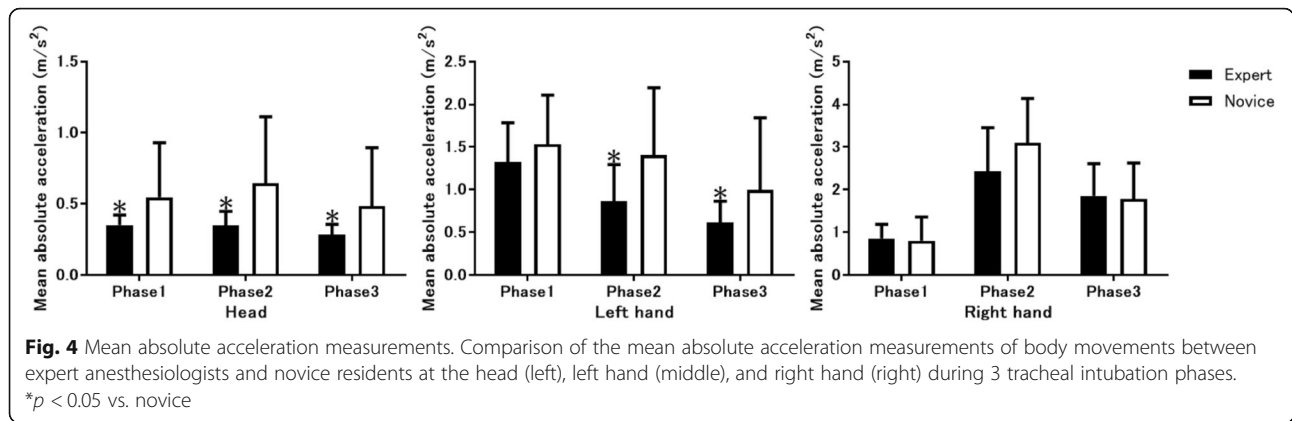 Mean absolute acceleration (m/s²)
1.5
1.0
0.5
0.0
*
*
*
Phase1
Phase2
Phase3
Head
Mean absolute acceleration (m/s²)
2.5
2.0
1.5
1.0
0.5
0.0
*
*
Phase1
Phase2
Phase3
Left hand
Mean absolute acceleration (m/s²)
5
4
3
2
1
0
Phase1
Phase2
Phase3
Right hand
Expert
Novice
Fig. 4 Mean absolute acceleration measurements. Comparison of the mean absolute acceleration measurements of body movements between
expert anesthesiologists and novice residents at the head (left), left hand (middle), and right hand (right) during 3 tracheal intubation phases.
*p < 0.05 vs. novice